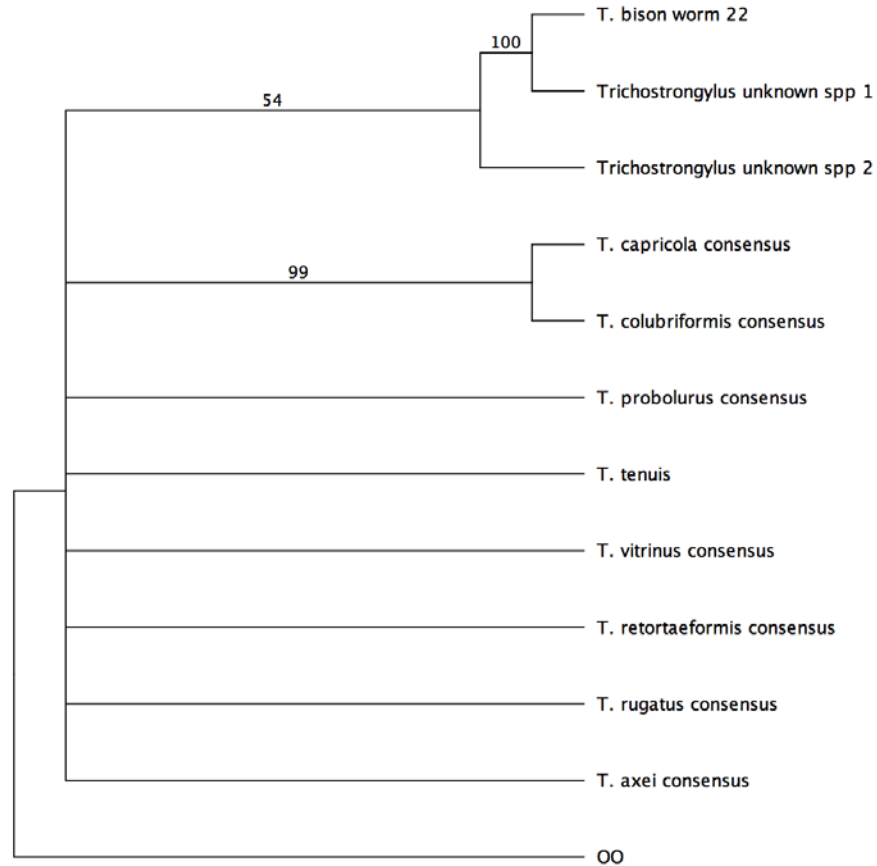 T. bison worm 22
100
Trichostrongylus unknown spp 1
54
Trichostrongylus unknown spp 2
T. capricola consensus
99
T. colubriformis consensus
T. probolurus consensus
T. tenuis
T. vitrinus consensus
T. retortaeformis consensus
T. rugatus consensus
T. axei consensus
OO